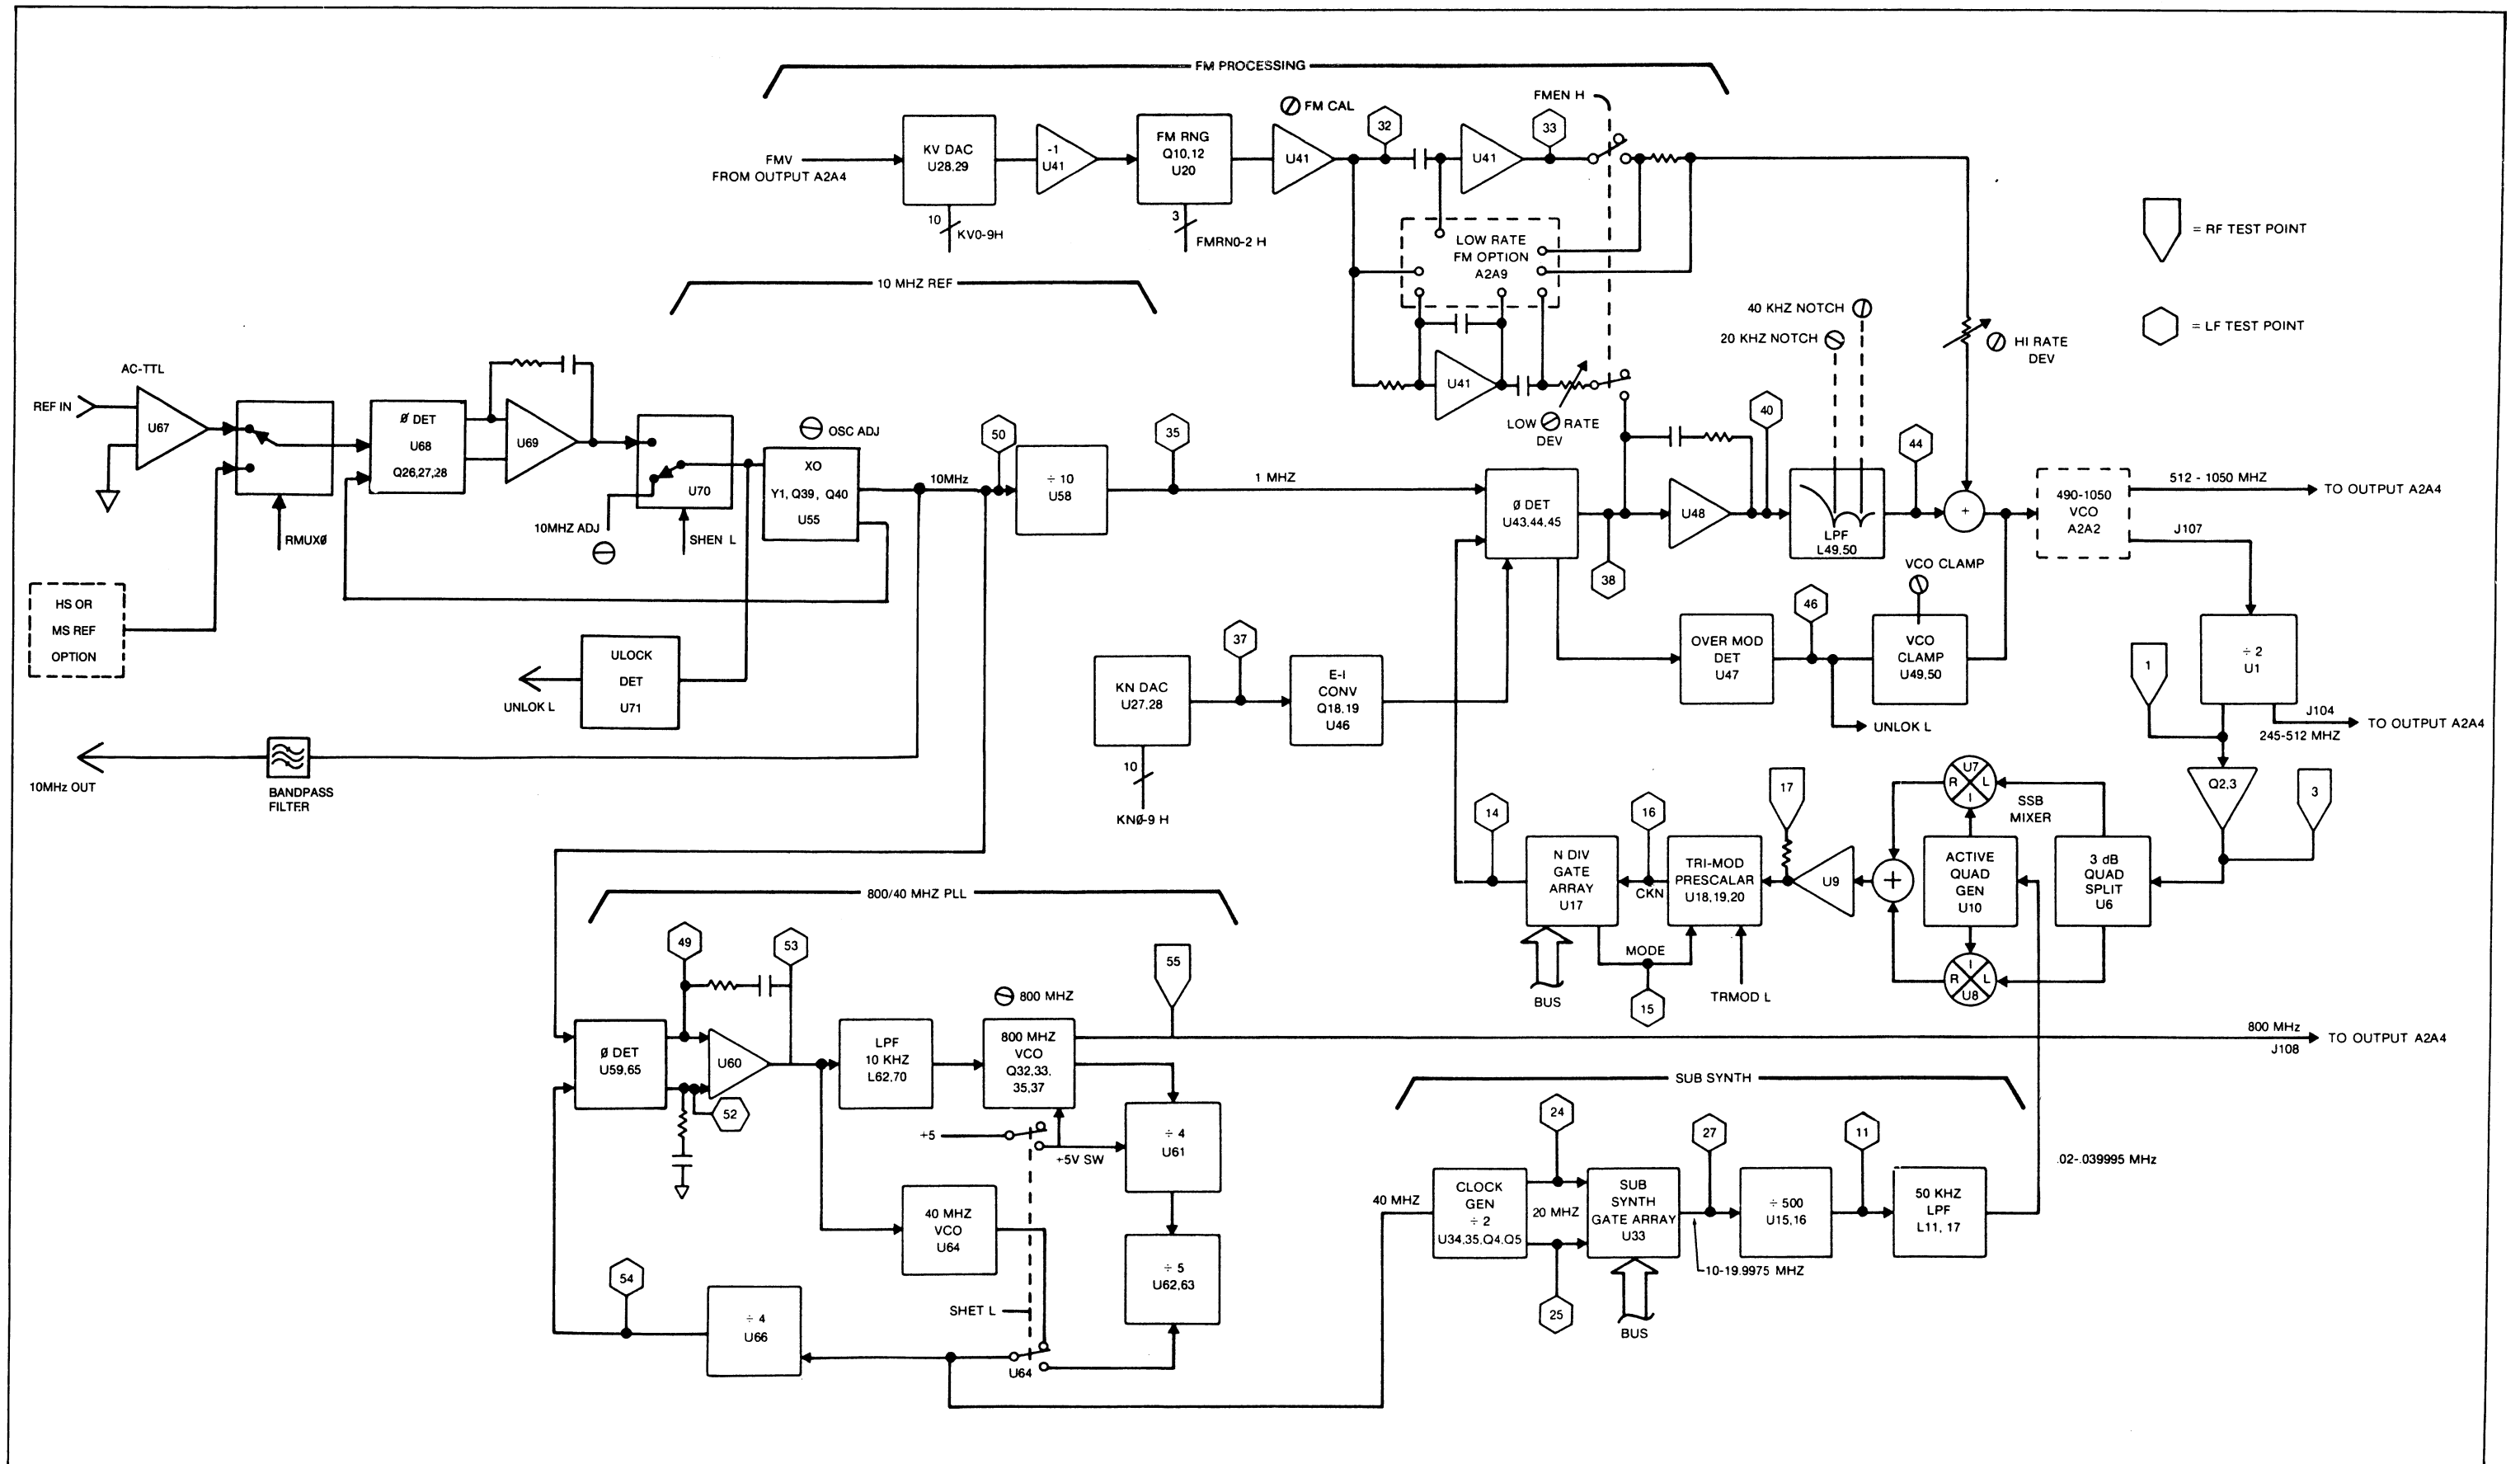 FM PROCESSING
FMV
FROM OUTPUT A2A4
KV DAC
U28,29
10
KV0-9H
-1
U41
FM RNG
Q10,12
U20
3
FMRN0-2 H
FM CAL
U41
32
U41
33
FMEN H
LOW RATE
FM OPTION
A2A9
U41
LOW RATE
DEV
40 KHZ NOTCH
20 KHZ NOTCH
HI RATE
DEV
= RF TEST POINT
= LF TEST POINT
10 MHZ REF
REF IN
AC-TTL
U67
RMUXØ
HS OR
MS REF
OPTION
Ø DET
U68
Q26,27,28
U69
U70
10MHZ ADJ
SHEN L
OSC ADJ
XO
Y1, Q39, Q40
U55
ULOCK
DET
U71
UNLOK L
10MHz OUT
BANDPASS
FILTER
10MHz
50
÷ 10
U58
35
1 MHZ
Ø DET
U43,44,45
38
U48
40
LPF
L49,50
44
+
490-1050
VCO
A2A2
512 - 1050 MHZ
TO OUTPUT A2A4
J107
KN DAC
U27,28
10
KNØ-9 H
37
E-I
CONV
Q18,19
U46
OVER MOD
DET
U47
46
UNLOK L
VCO CLAMP
VCO
CLAMP
U49,50
÷ 2
U1
1
J104
TO OUTPUT A2A4
245-512 MHZ
Q2,3
3
14
N DIV
GATE
ARRAY
U17
BUS
16
CKN
MODE
15
TRI-MOD
PRESCALAR
U18,19,20
TRMOD L
17
U9
+
U7
R
L
I
SSB
MIXER
ACTIVE
QUAD
GEN
U10
I
R
L
U8
3 dB
QUAD
SPLIT
U6
800/40 MHZ PLL
Ø DET
U59,65
49
52
U60
53
LPF
10 KHZ
L62,70
800 MHZ
800 MHZ
VCO
Q32,33,
35,37
55
800 MHz
TO OUTPUT A2A4
J108
+5
+5V SW
÷ 4
U61
40 MHZ
VCO
U64
÷ 5
U62,63
SHET L
U64
54
÷ 4
U66
SUB SYNTH
40 MHZ
CLOCK
GEN
÷ 2
U34,35,Q4,Q5
24
20 MHZ
25
SUB
SYNTH
GATE ARRAY
U33
BUS
27
10-19.9975 MHZ
÷ 500
U15,16
11
50 KHZ
LPF
L11, 17
.02-.039995 MHz